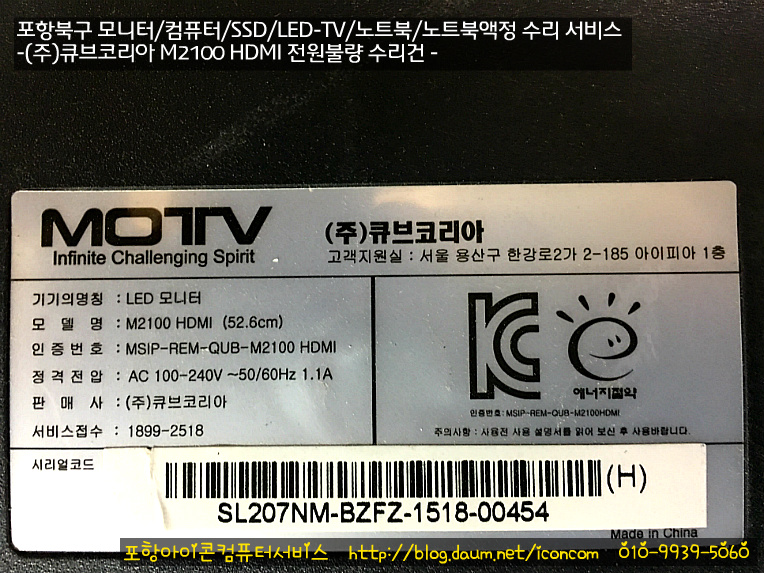 포항북구 모니터/컴퓨터/SSD/LED-TV/노트북/노트북액정 수리 서비스
-(주)큐브코리아 M2100 HDMI 전원불량 수리건 -
MOTV
Infinite Challenging Spirit
(주)큐브코리아
고객지원실 : 서울 용산구 한강로2가 2-185 아이피아 1층
기기의명칭 : LED 모니터
모 델 명 : M2100 HDMI (52.6cm)
인 증 번 호 : MSIP-REM-QUB-M2100 HDMI
정 격 전 압 : AC 100-240V ~50/60Hz 1.1A
판 매 사 : (주)큐브코리아
서비스접수 : 1899-2518
KC
에너지절약
인증번호: MSIP-REM-QUB-M2100HDMI
주의사항 : 사용전 사용 설명서를 읽어 보신 후 사용바랍니다.
시리얼코드
(H)
SL207NM-BZFZ-1518-00454
Made in China
포항아이콘컴퓨터서비스 http://blog.daum.net/iconcom 010-9939-5060